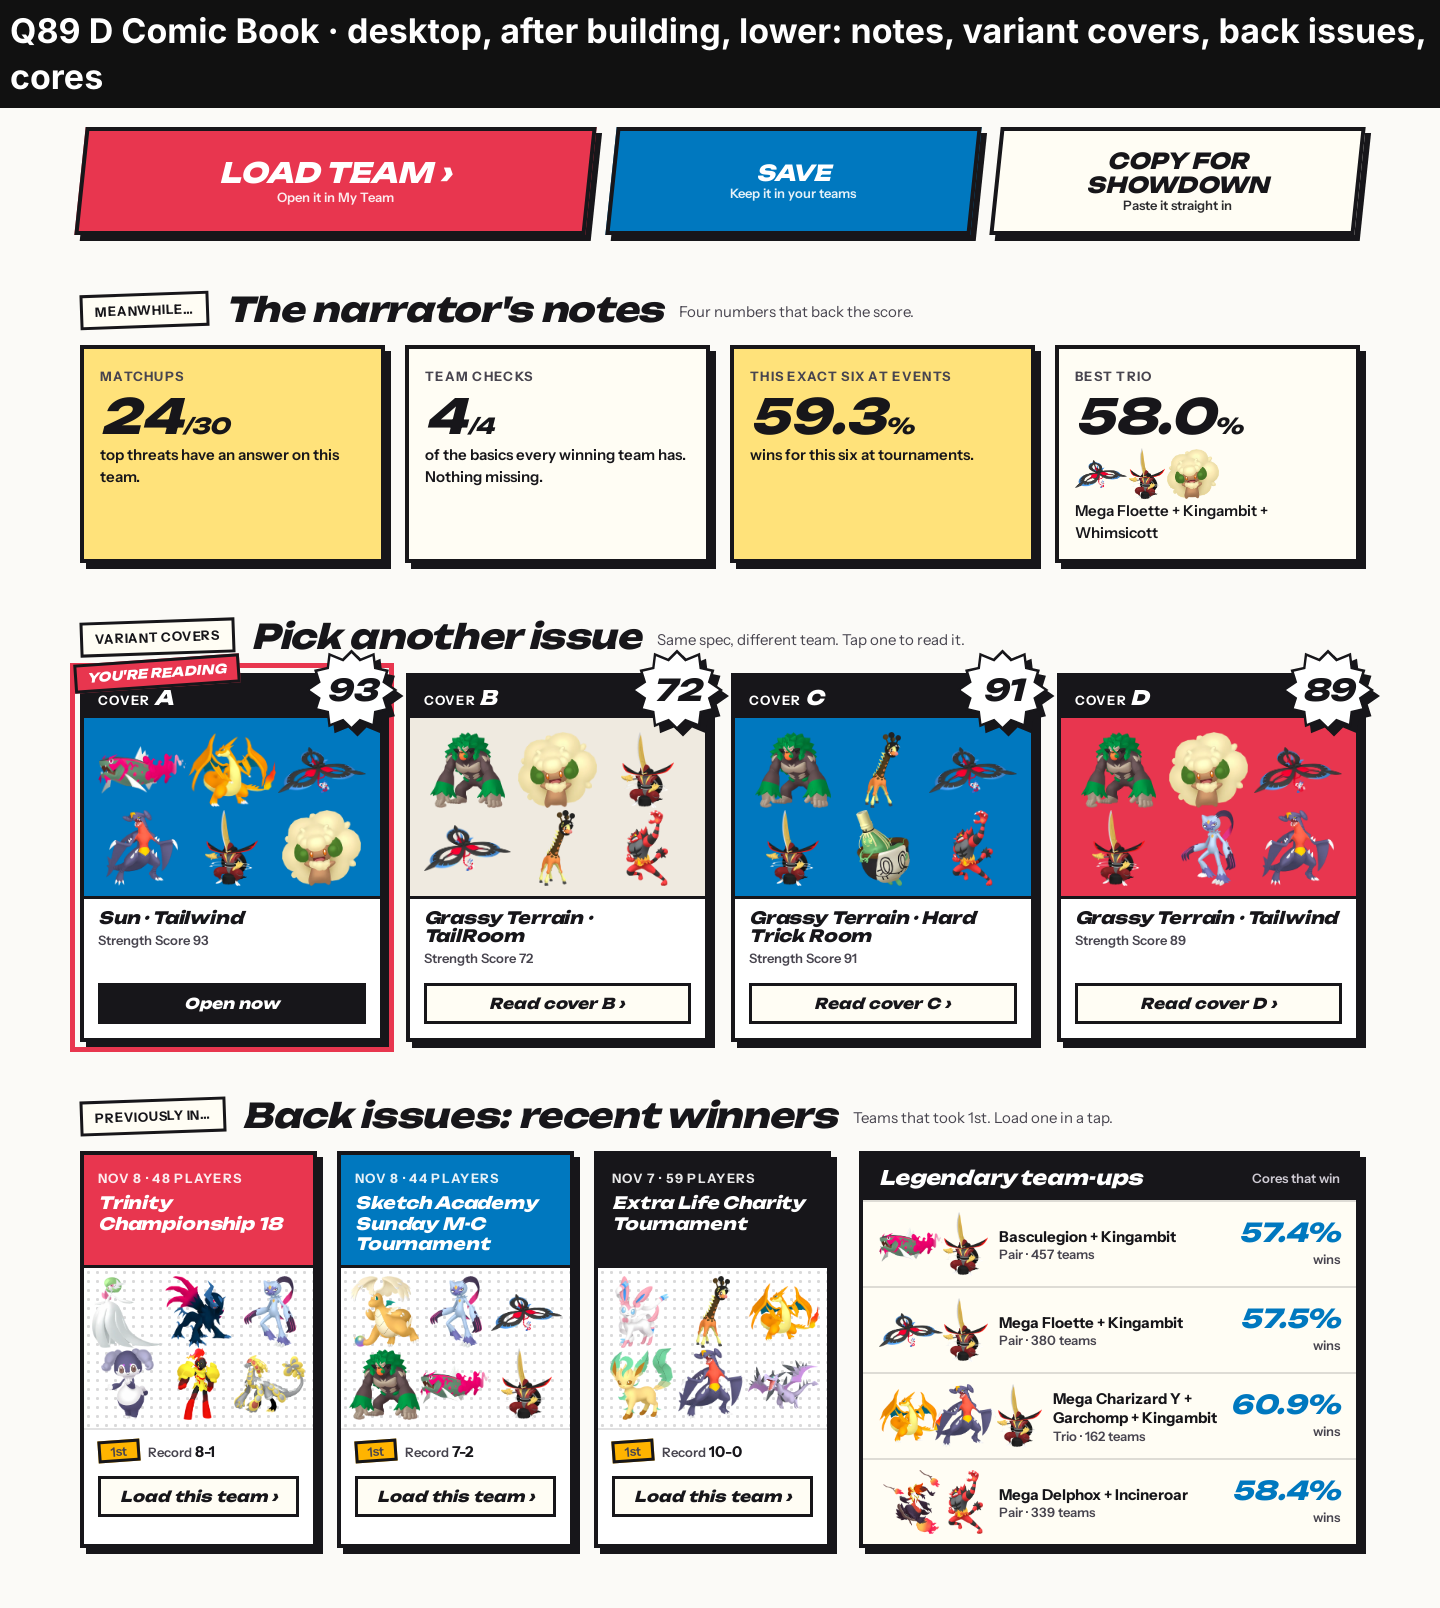 Q89 D Comic Book · desktop, after building, lower: notes, variant covers, back issues,
cores
LOAD TEAM ›
Open it in My Team
SAVE
Keep it in your teams
COPY FOR
SHOWDOWN
Paste it straight in
MEANWHILE...
The narrator's notes
Four numbers that back the score.
MATCHUPS
24/30
top threats have an answer on this
team.
TEAM CHECKS
4/4
of the basics every winning team has.
Nothing missing.
THIS EXACT SIX AT EVENTS
59.3%
wins for this six at tournaments.
BEST TRIO
58.0%
Mega Floette + Kingambit +
Whimsicott
VARIANT COVERS
Pick another issue
Same spec, different team. Tap one to read it.
YOU'RE READING
COVER A
93
Sun · Tailwind
Strength Score 93
Open now
COVER B
72
Grassy Terrain ·
TailRoom
Strength Score 72
Read cover B ›
COVER C
91
Grassy Terrain · Hard
Trick Room
Strength Score 91
Read cover C ›
COVER D
89
Grassy Terrain · Tailwind
Strength Score 89
Read cover D ›
PREVIOUSLY IN...
Back issues: recent winners
Teams that took 1st. Load one in a tap.
NOV 8 · 48 PLAYERS
Trinity
Championship 18
1st Record 8-1
Load this team ›
NOV 8 · 44 PLAYERS
Sketch Academy
Sunday M-C
Tournament
1st Record 7-2
Load this team ›
NOV 7 · 59 PLAYERS
Extra Life Charity
Tournament
1st Record 10-0
Load this team ›
Legendary team-ups
Cores that win
Basculegion + Kingambit
Pair · 457 teams
57.4%
wins
Mega Floette + Kingambit
Pair · 380 teams
57.5%
wins
Mega Charizard Y +
Garchomp + Kingambit
Trio · 162 teams
60.9%
wins
Mega Delphox + Incineroar
Pair · 339 teams
58.4%
wins